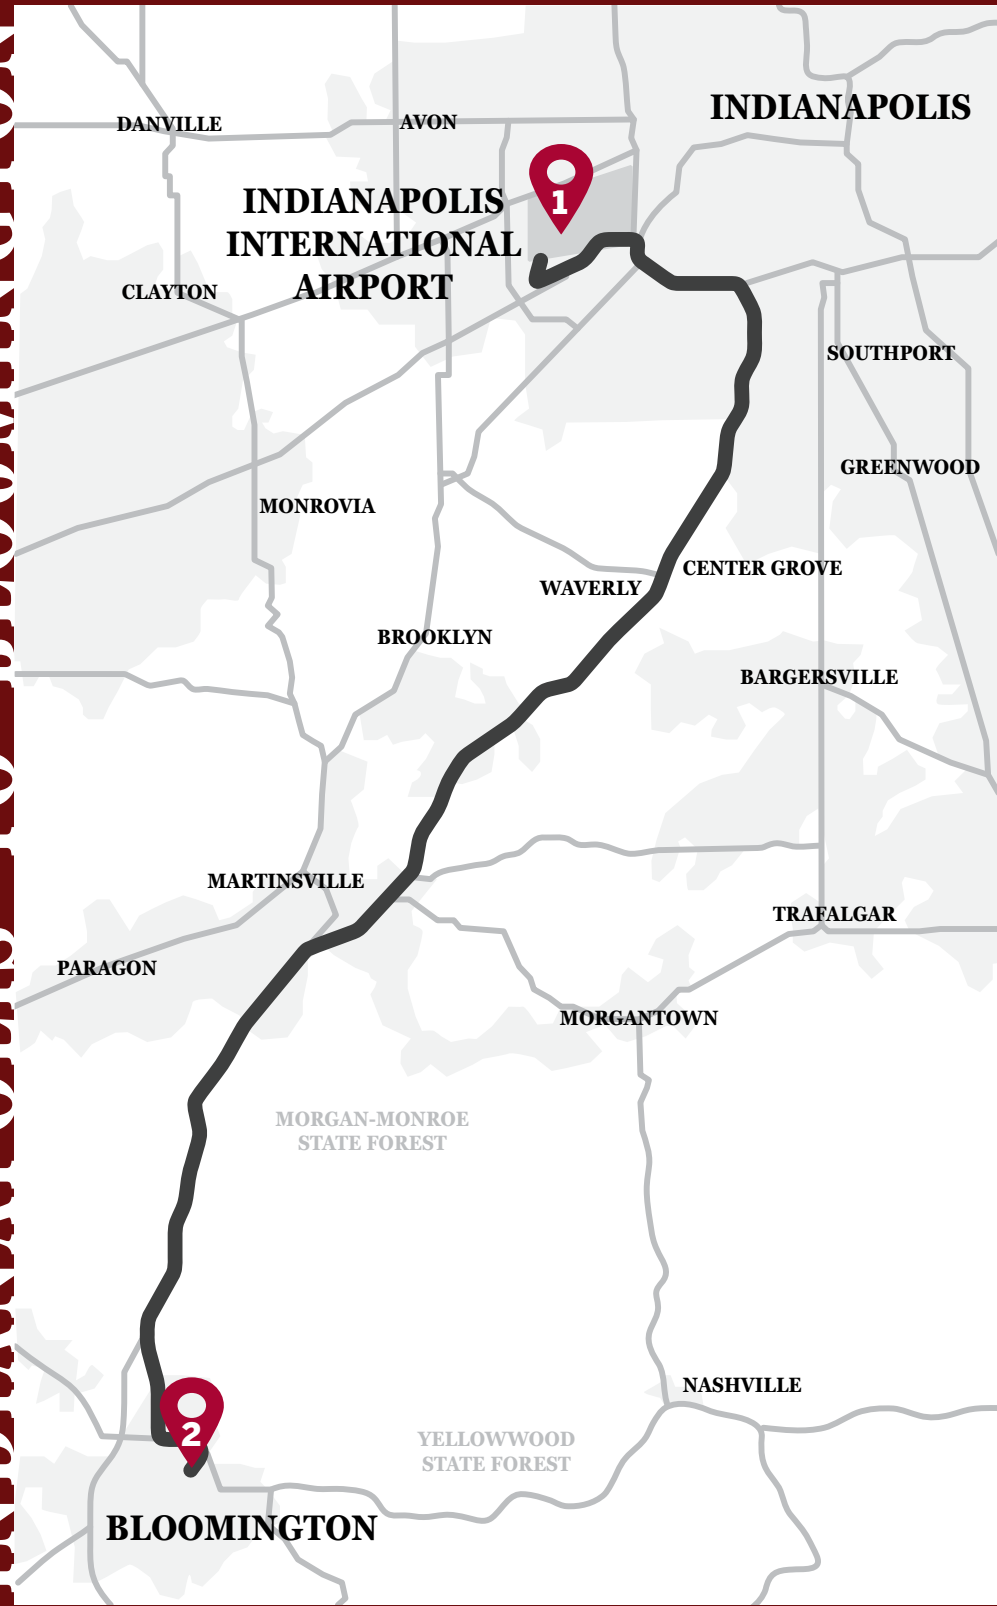 INDIANAPOLIS
DANVILLE
AVON
1
INDIANAPOLIS
INTERNATIONAL
AIRPORT
CLAYTON
SOUTHPORT
GREENWOOD
MONROVIA
CENTER GROVE
WAVERLY
BROOKLYN
BARGERSVILLE
MARTINSVILLE
TRAFALGAR
PARAGON
MORGANTOWN
MORGAN-MONROE
STATE FOREST
NASHVILLE
2
YELLOWWOOD
STATE FOREST
BLOOMINGTON